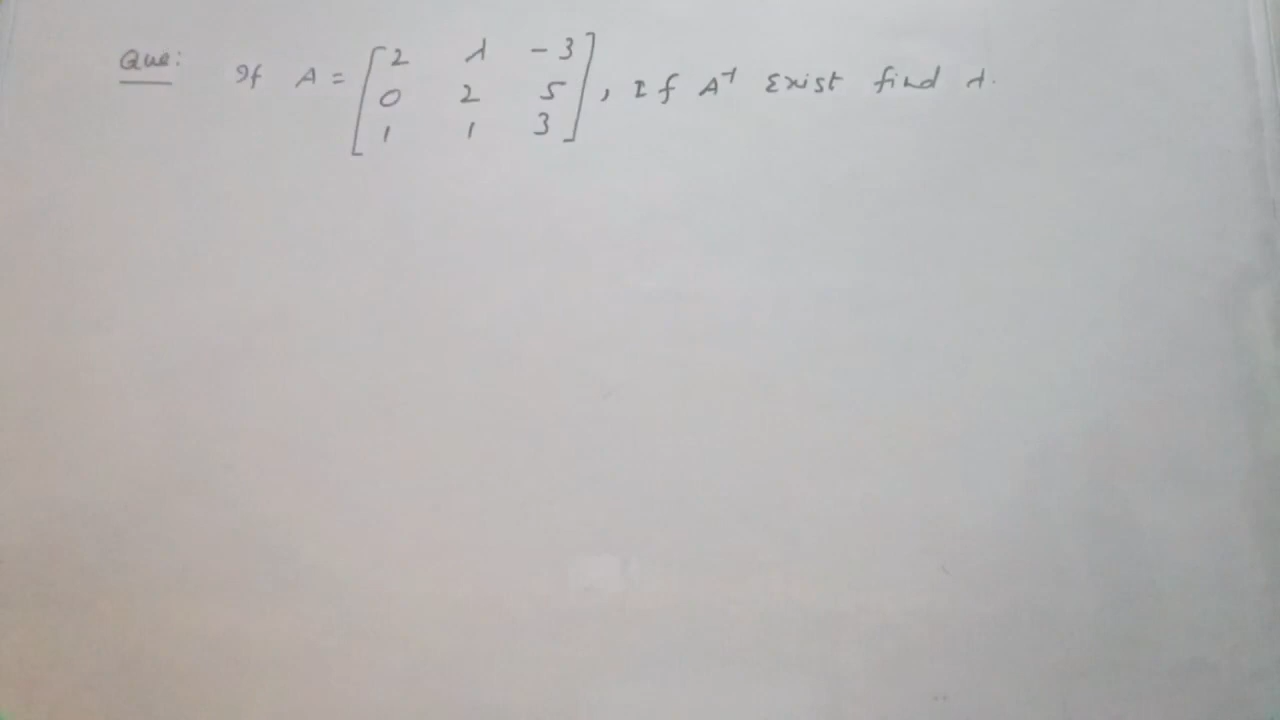 Que: If A = [2 λ -3
0 2 5
1 1 3], If A⁻¹ Exist find λ.